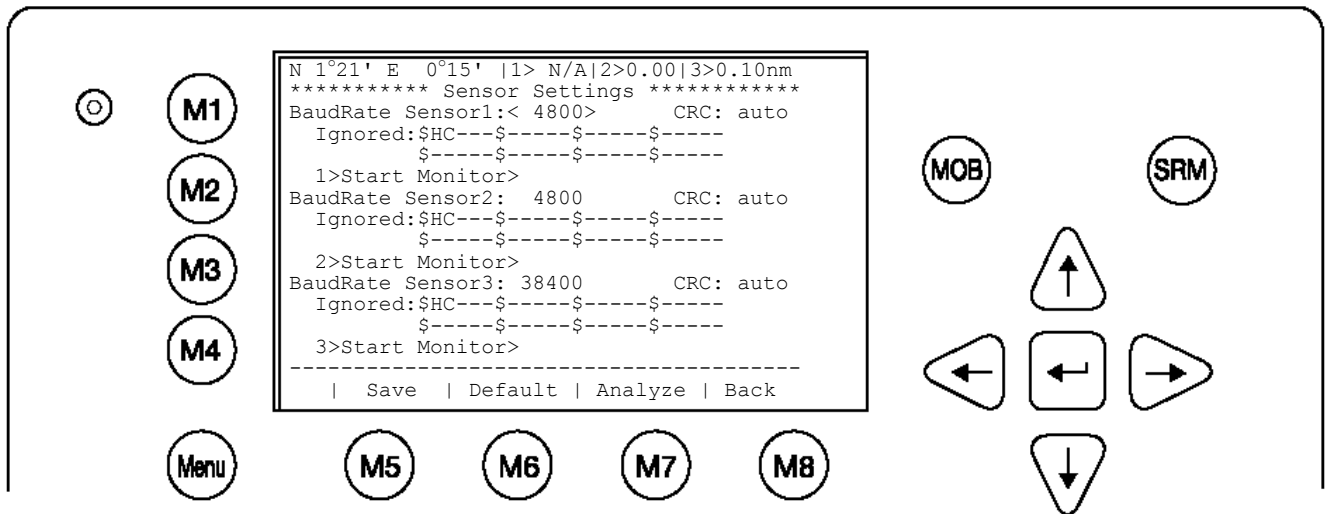 N 1°21' E 0°15' |1> N/A|2>0.00|3>0.10nm
*********** Sensor Settings ************
BaudRate Sensor1:< 4800> CRC: auto
Ignored:$HC---$-----$-----$-----
$-----$-----$-----$-----
1>Start Monitor>
BaudRate Sensor2: 4800 CRC: auto
Ignored:$HC---$-----$-----$-----
$-----$-----$-----$-----
2>Start Monitor>
BaudRate Sensor3: 38400 CRC: auto
Ignored:$HC---$-----$-----$-----
$-----$-----$-----$-----
3>Start Monitor>
----------------------------------------
| Save | Default | Analyze | Back
M1
M2
M3
M4
Menu
M5
M6
M7
M8
MOB
SRM